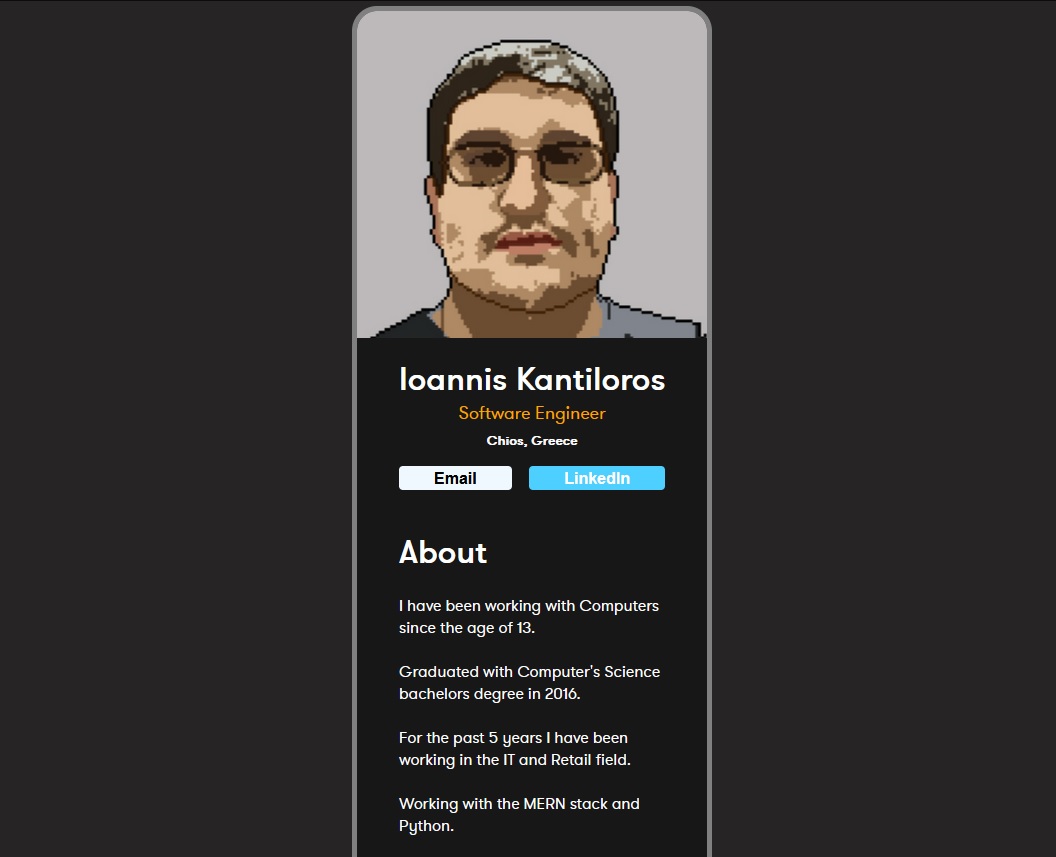 Ioannis Kantiloros
Software Engineer
Chios, Greece
Email
LinkedIn
About
I have been working with Computers
since the age of 13.
Graduated with Computer's Science
bachelors degree in 2016.
For the past 5 years I have been
working in the IT and Retail field.
Working with the MERN stack and
Python.